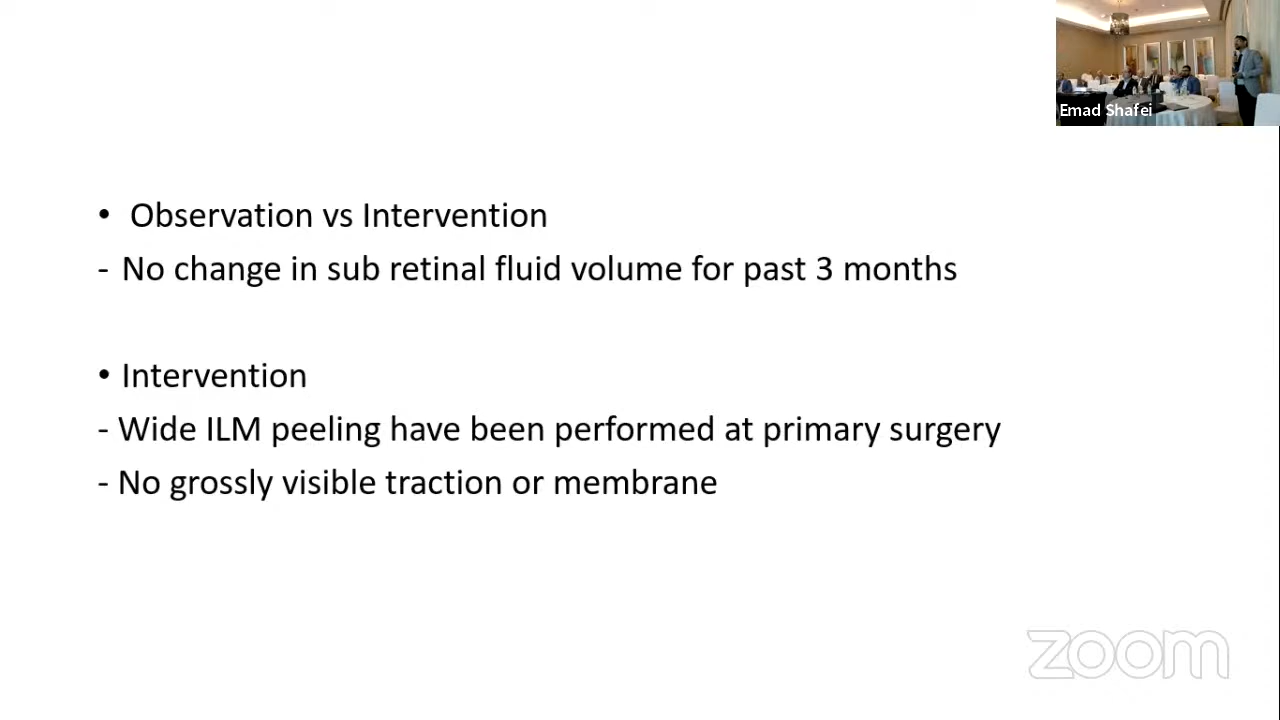 Emad Shafei
• Observation vs Intervention
- No change in sub retinal fluid volume for past 3 months
• Intervention
- Wide ILM peeling have been performed at primary surgery
- No grossly visible traction or membrane
zoom